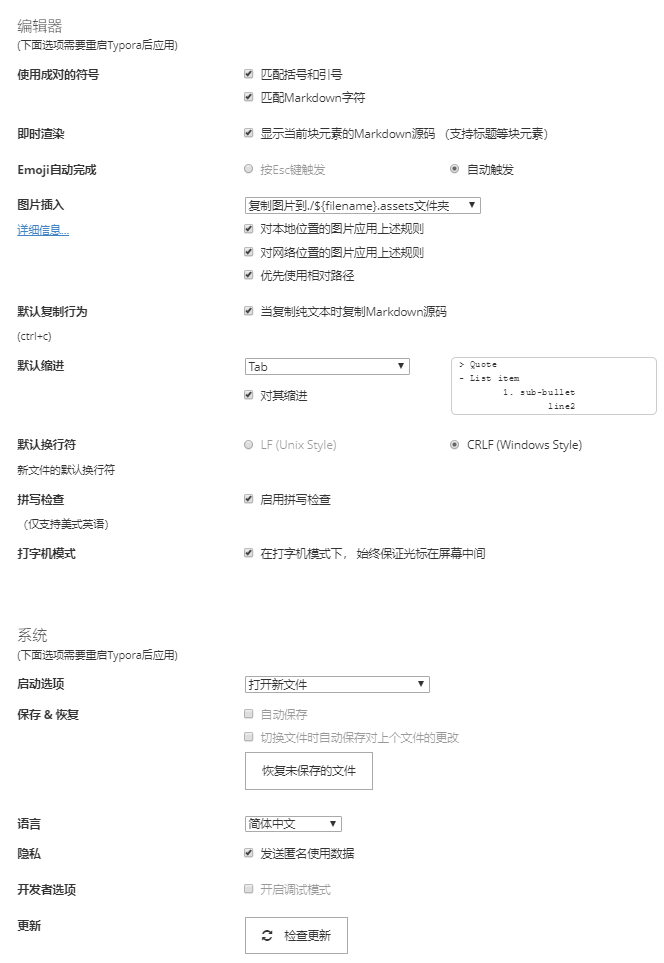 编辑器
(下面选项需要重启Typora后应用)
使用成对的符号
匹配括号和引号
匹配Markdown字符
即时渲染
显示当前块元素的Markdown源码 （支持标题等块元素）
Emoji自动完成
按Esc键触发
自动触发
图片插入
复制图片到./${filename}.assets文件夹
详细信息...
对本地位置的图片应用上述规则
对网络位置的图片应用上述规则
优先使用相对路径
默认复制行为
当复制纯文本时复制Markdown源码
(ctrl+c)
默认缩进
Tab
对其缩进
> Quote
- List item
1. sub-bullet
line2
默认换行符
LF (Unix Style)
CRLF (Windows Style)
新文件的默认换行符
拼写检查
启用拼写检查
（仅支持美式英语）
打字机模式
在打字机模式下， 始终保证光标在屏幕中间
系统
(下面选项需要重启Typora后应用)
启动选项
打开新文件
保存 & 恢复
自动保存
切换文件时自动保存对上个文件的更改
恢复未保存的文件
语言
简体中文
隐私
发送匿名使用数据
开发者选项
开启调试模式
更新
检查更新